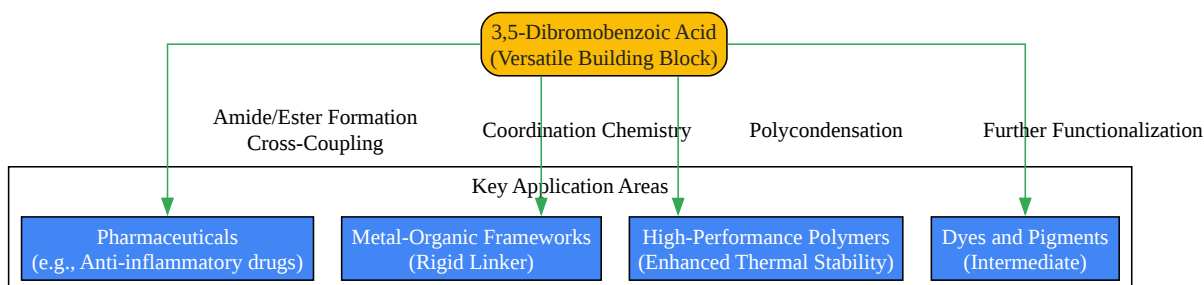 3,5-Dibromobenzoic Acid
(Versatile Building Block)
Amide/Ester Formation
Cross-Coupling
Coordination Chemistry
Polycondensation
Further Functionalization
Key Application Areas
Pharmaceuticals
(e.g., Anti-inflammatory drugs)
Metal-Organic Frameworks
(Rigid Linker)
High-Performance Polymers
(Enhanced Thermal Stability)
Dyes and Pigments
(Intermediate)